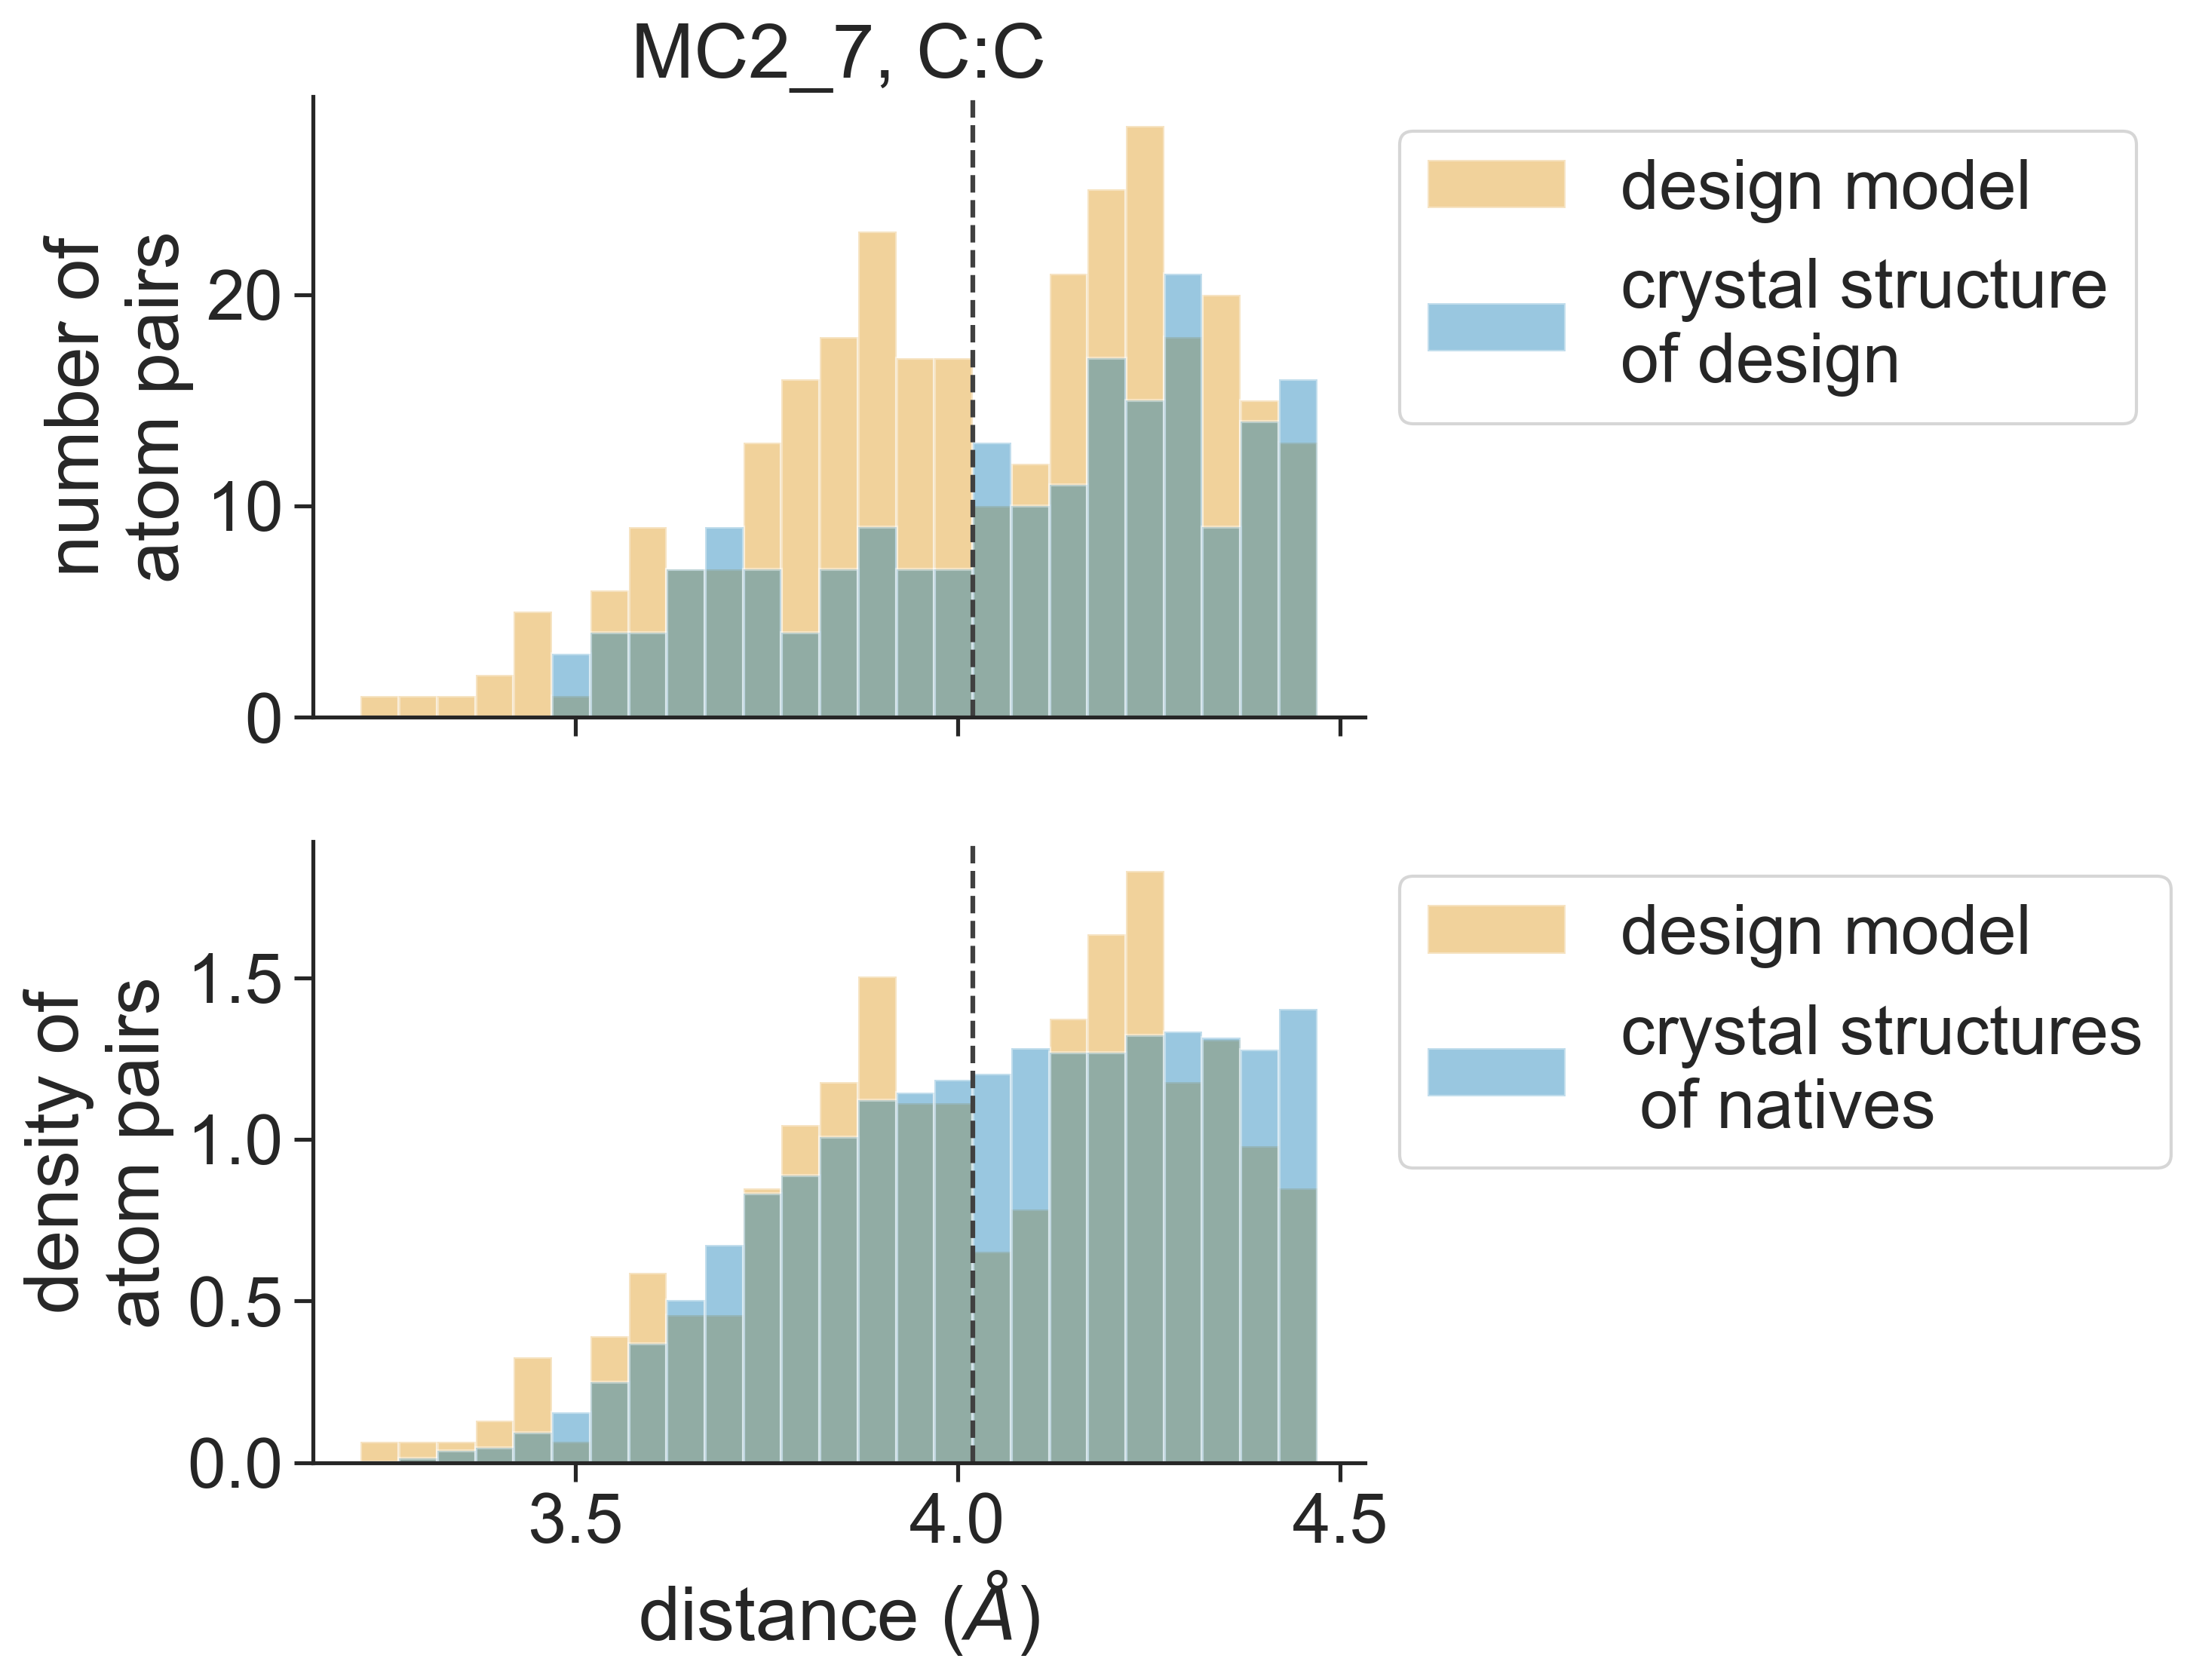 MC2_7, C:C
number of
atom pairs
20
10
0
design model
crystal structure
of design
density of
atom pairs
1.5
1.0
0.5
0.0
design model
crystal structures
of natives
3.5
4.0
4.5
distance (Å)